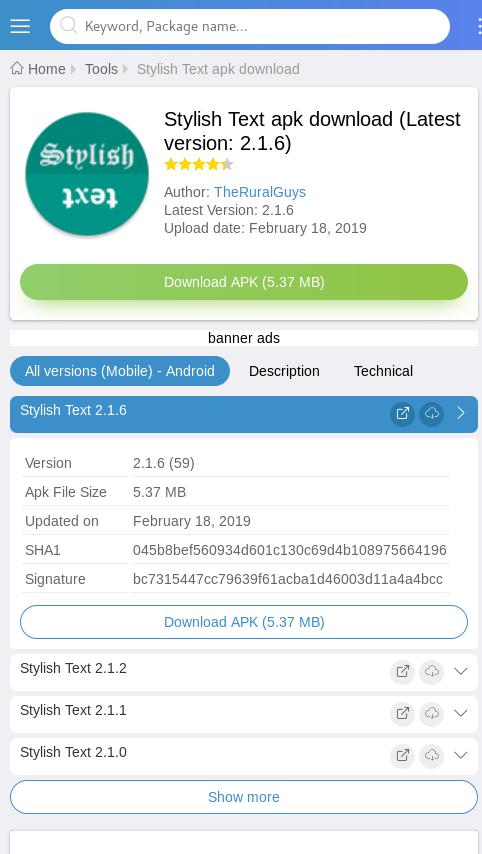 Keyword, Package name...
Home Tools Stylish Text apk download
Stylish Text apk download (Latest
version: 2.1.6)
Stylish
text
Author: TheRuralGuys
Latest Version: 2.1.6
Upload date: February 18, 2019
Download APK (5.37 MB)
banner ads
All versions (Mobile) - Android Description Technical
Stylish Text 2.1.6
Version 2.1.6 (59)
Apk File Size 5.37 MB
Updated on February 18, 2019
SHA1 045b8bef560934d601c130c69d4b108975664196
Signature bc7315447cc79639f61acba1d46003d11a4a4bcc
Download APK (5.37 MB)
Stylish Text 2.1.2
Stylish Text 2.1.1
Stylish Text 2.1.0
Show more